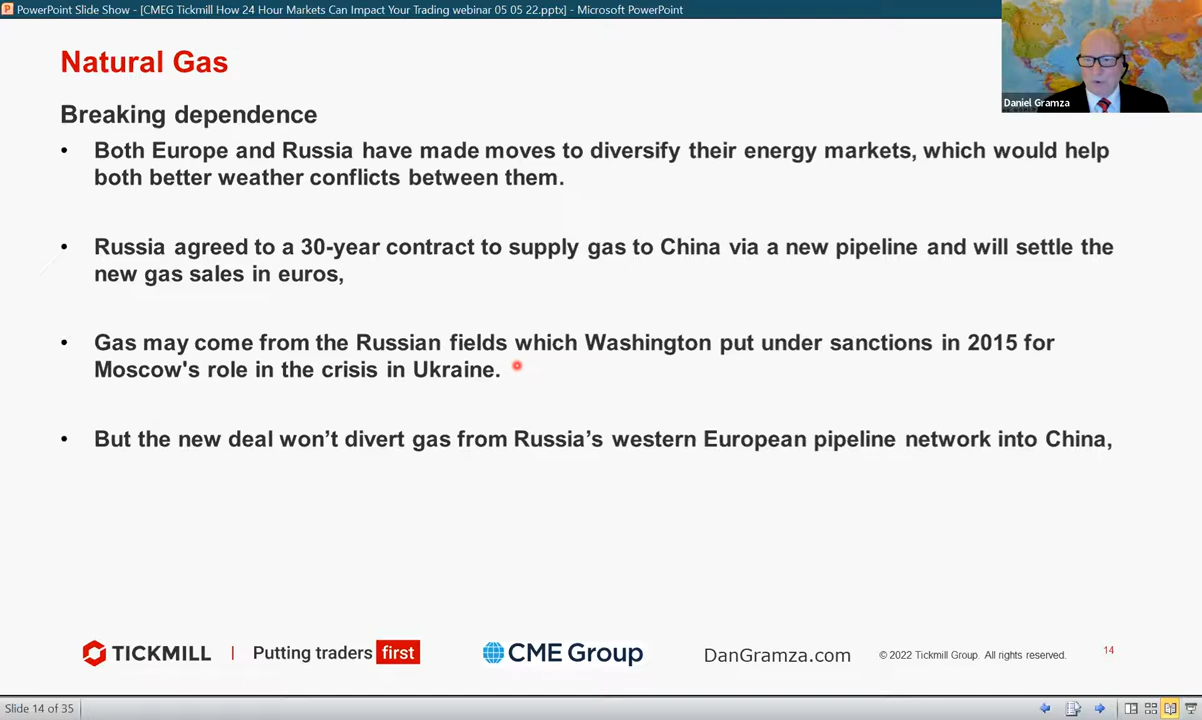 PowerPoint Slide Show - [CMEG Tickmill How 24 Hour Markets Can Impact Your Trading webinar 05 05 22.pptx] - Microsoft PowerPoint
Daniel Gramza
Natural Gas
Breaking dependence
• Both Europe and Russia have made moves to diversify their energy markets, which would help
both better weather conflicts between them.
• Russia agreed to a 30-year contract to supply gas to China via a new pipeline and will settle the
new gas sales in euros,
• Gas may come from the Russian fields which Washington put under sanctions in 2015 for
Moscow's role in the crisis in Ukraine.
• But the new deal won’t divert gas from Russia’s western European pipeline network into China,
TICKMILL | Putting traders first
CME Group
DanGramza.com
© 2022 Tickmill Group. All rights reserved.
14
Slide 14 of 35